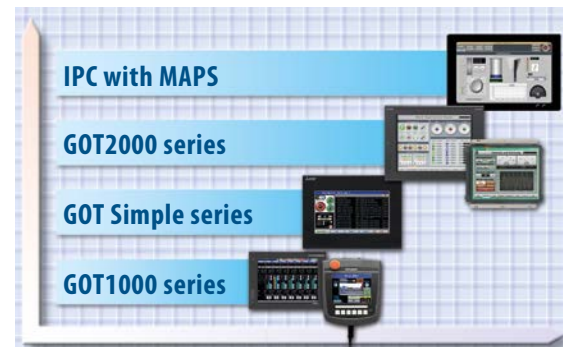 IPC with MAPS
GOT2000 series
GOT Simple series
GOT1000 series